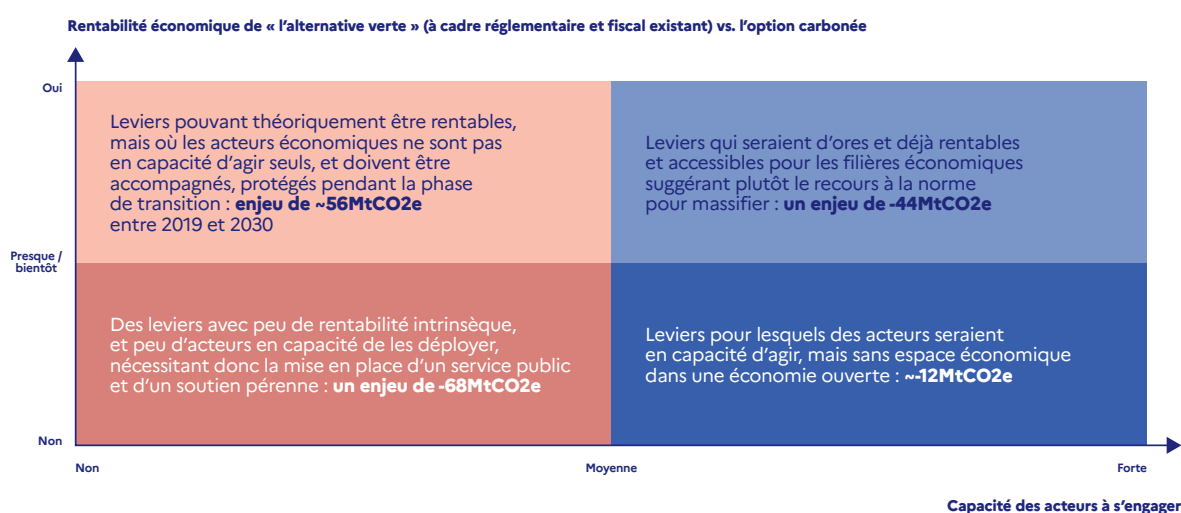 Rentabilité économique de « l'alternative verte » (à cadre réglementaire et fiscal existant) vs. l'option carbonée
Oui
Leviers pouvant théoriquement être rentables,
mais où les acteurs économiques ne sont pas
en capacité d'agir seuls, et doivent être
accompagnés, protégés pendant la phase
de transition : enjeu de ~56MtCO2e
entre 2019 et 2030
Leviers qui seraient d'ores et déjà rentables
et accessibles pour les filières économiques
suggérant plutôt le recours à la norme
pour massifier : un enjeu de -44MtCO2e
Presque /
bientôt
Des leviers avec peu de rentabilité intrinsèque,
et peu d'acteurs en capacité de les déployer,
nécessitant donc la mise en place d'un service public
et d'un soutien pérenne : un enjeu de -68MtCO2e
Leviers pour lesquels des acteurs seraient
en capacité d'agir, mais sans espace économique
dans une économie ouverte : ~-12MtCO2e
Non
Non
Moyenne
Forte
Capacité des acteurs à s'engager